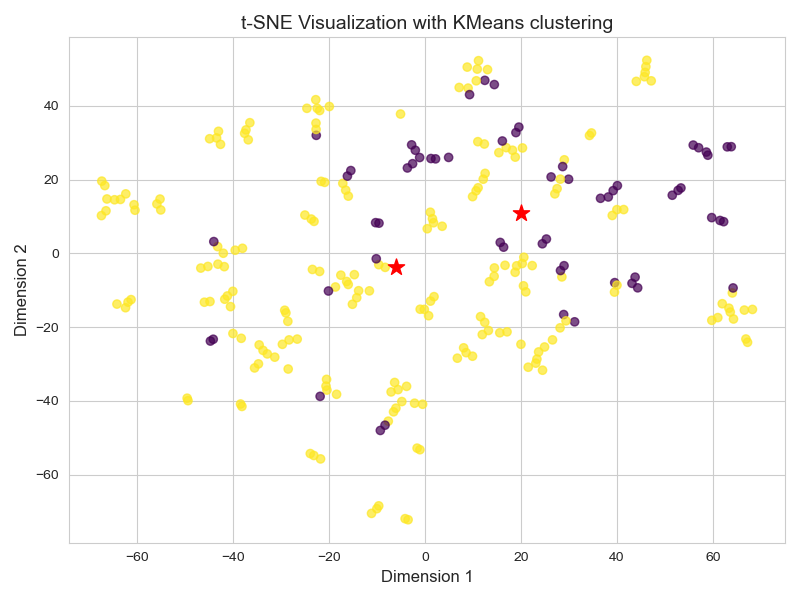 t-SNE Visualization with KMeans clustering
Dimension 2
40
20
0
−20
−40
−60
−60 −40 −20 0 20 40 60
Dimension 1